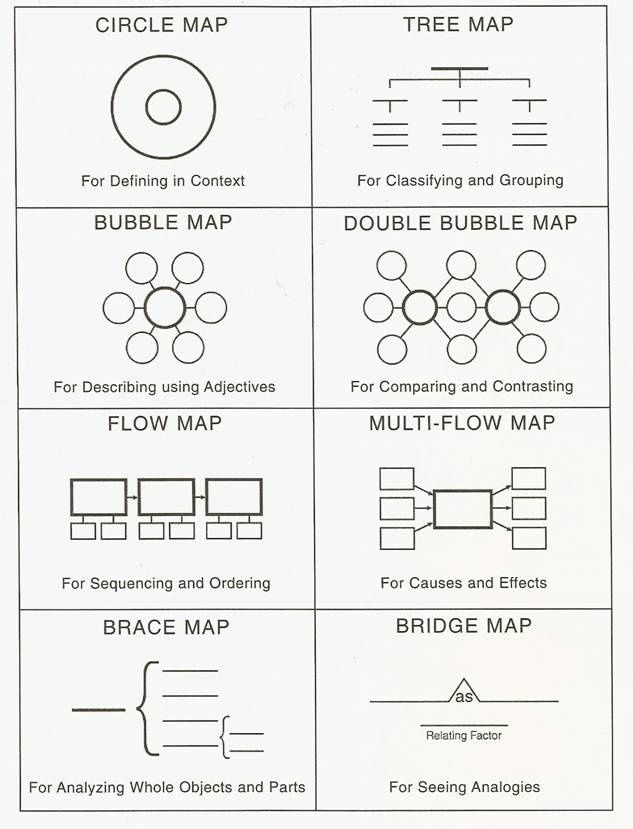 CIRCLE MAP
For Defining in Context
TREE MAP
For Classifying and Grouping
BUBBLE MAP
For Describing using Adjectives
DOUBLE BUBBLE MAP
For Comparing and Contrasting
FLOW MAP
For Sequencing and Ordering
MULTI-FLOW MAP
For Causes and Effects
BRACE MAP
For Analyzing Whole Objects and Parts
BRIDGE MAP
as
Relating Factor
For Seeing Analogies